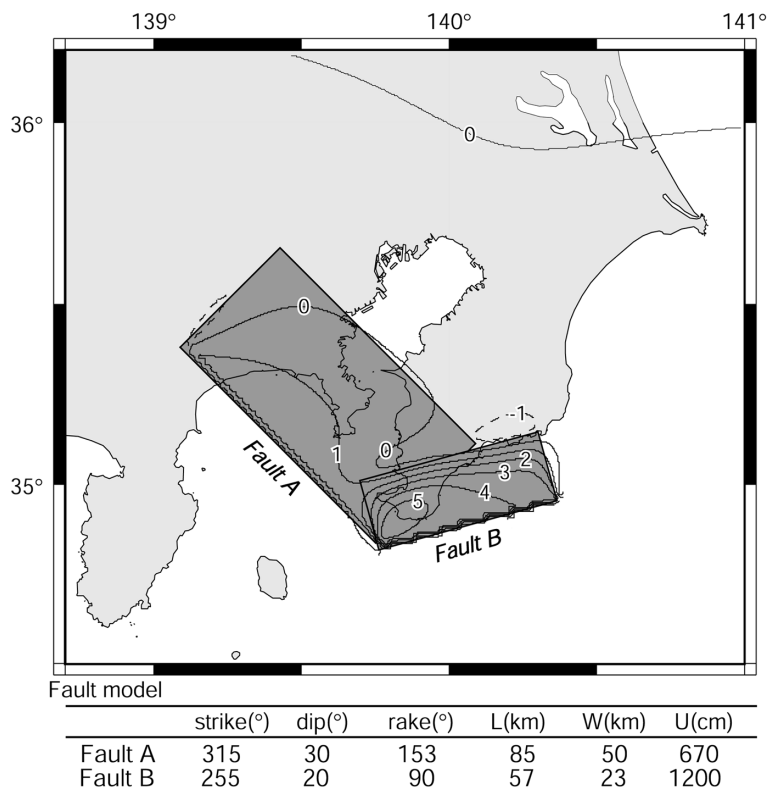 139° 140° 141°
36°
0
0
-1
Fault A
1
0
2
3
35°
5
4
Fault B
Fault model
strike(°) dip(°) rake(°) L(km) W(km) U(cm)
Fault A 315 30 153 85 50 670
Fault B 255 20 90 57 23 1200